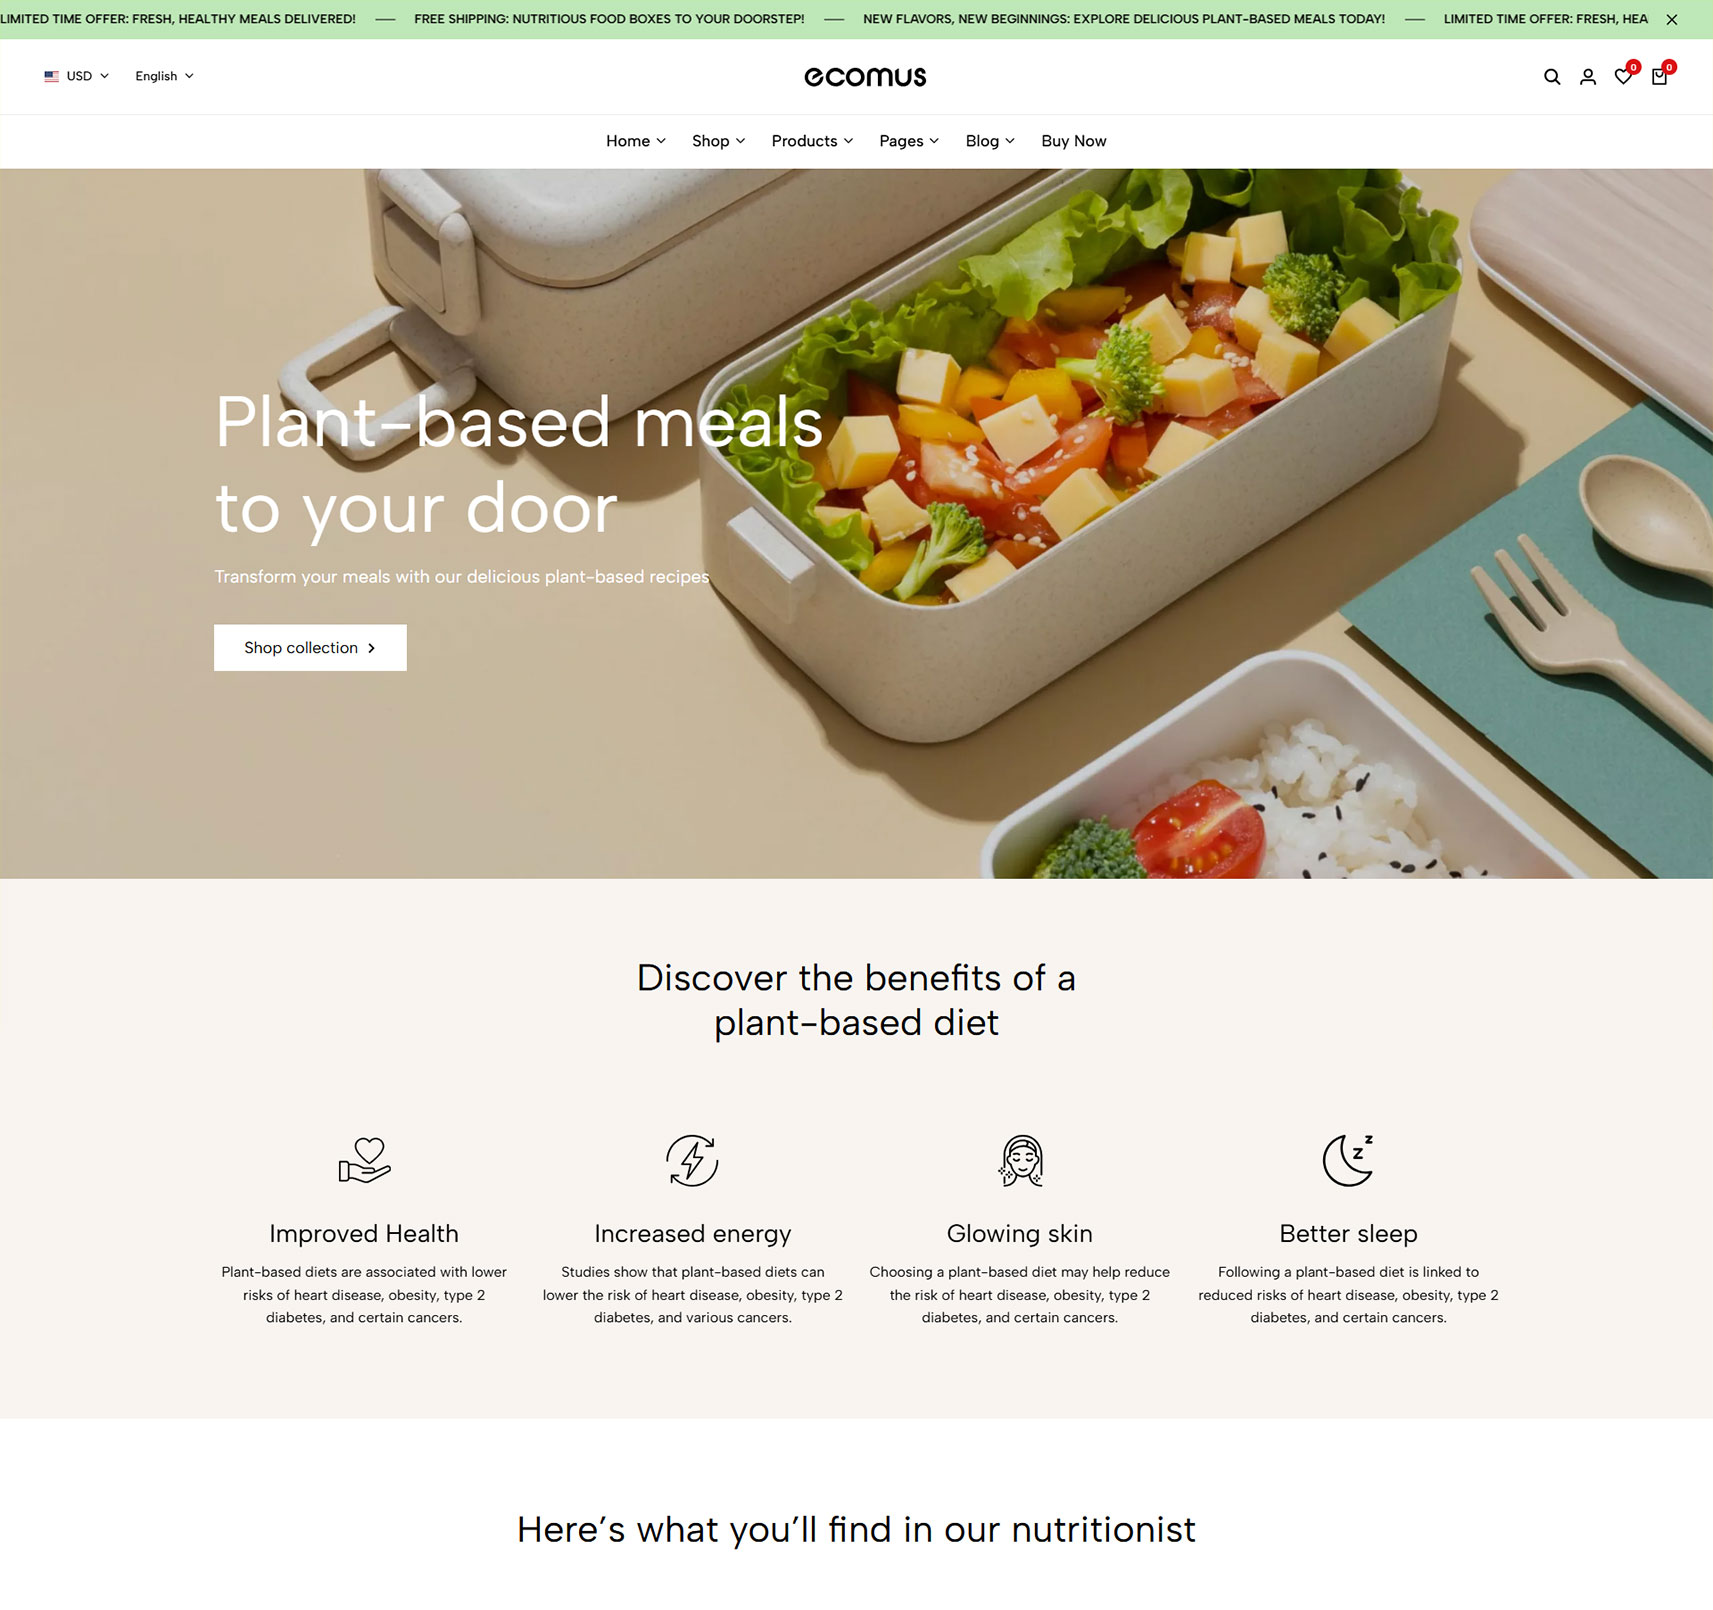 LIMITED TIME OFFER: FRESH, HEALTHY MEALS DELIVERED! — FREE SHIPPING: NUTRITIOUS FOOD BOXES TO YOUR DOORSTEP! — NEW FLAVORS, NEW BEGINNINGS: EXPLORE DELICIOUS PLANT-BASED MEALS TODAY! — LIMITED TIME OFFER: FRESH, HEA
USD English
ecomus
0 0
Home Shop Products Pages Blog Buy Now
Plant-based meals
to your door
Transform your meals with our delicious plant-based recipes
Shop collection
Discover the benefits of a
plant-based diet
z
z
Improved Health
Plant-based diets are associated with lower
risks of heart disease, obesity, type 2
diabetes, and certain cancers.
Increased energy
Studies show that plant-based diets can
lower the risk of heart disease, obesity, type 2
diabetes, and various cancers.
Glowing skin
Choosing a plant-based diet may help reduce
the risk of heart disease, obesity, type 2
diabetes, and certain cancers.
Better sleep
Following a plant-based diet is linked to
reduced risks of heart disease, obesity, type 2
diabetes, and certain cancers.
Here’s what you’ll find in our nutritionist